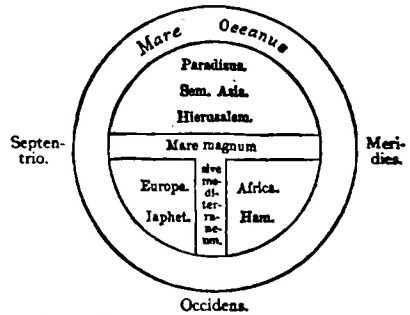 Mare Oceanus
Paradisus.
Sem. Asia.
Hierusalem.
Septen-
trio.
Mare magnum
Meri-
dies.
Europa.
Iaphet.
sive
me-
di-
ter-
ra-
ne-
um.
Africa.
Ham.
Occidens.